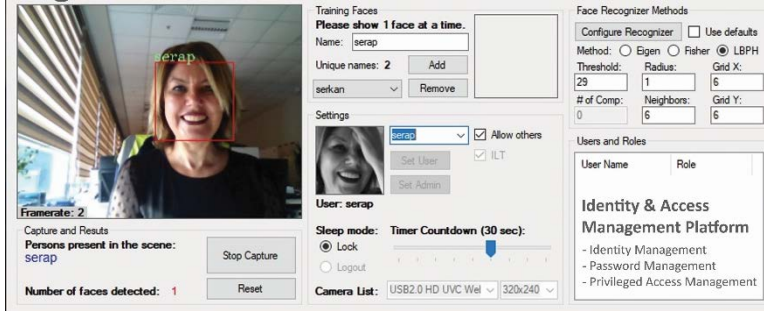 serap
Framerate: 2
Capture and Resuts
Persons present in the scene:
serap
Stop Capture
Number of faces detected: 1
Reset
Training Faces
Please show 1 face at a time.
Name: serap
Unique names: 2 Add
serkan Remove
Settings
serap Allow others
Set User ILT
Set Admin
User: serap
Sleep mode: Timer Countdown (30 sec):
Lock
Logout
Camera List: USB2.0 HD UVC Wel 320x240
Face Recognizer Methods
Configure Recognizer Use defaults
Method: Eigen Fisher LBPH
Threshold: Radius: Grid X:
29 1 6
# of Comp: Neighbors: Grid Y:
0 6 6
Users and Roles
User Name Role
Identity & Access
Management Platform
- Identity Management
- Password Management
- Privileged Access Management